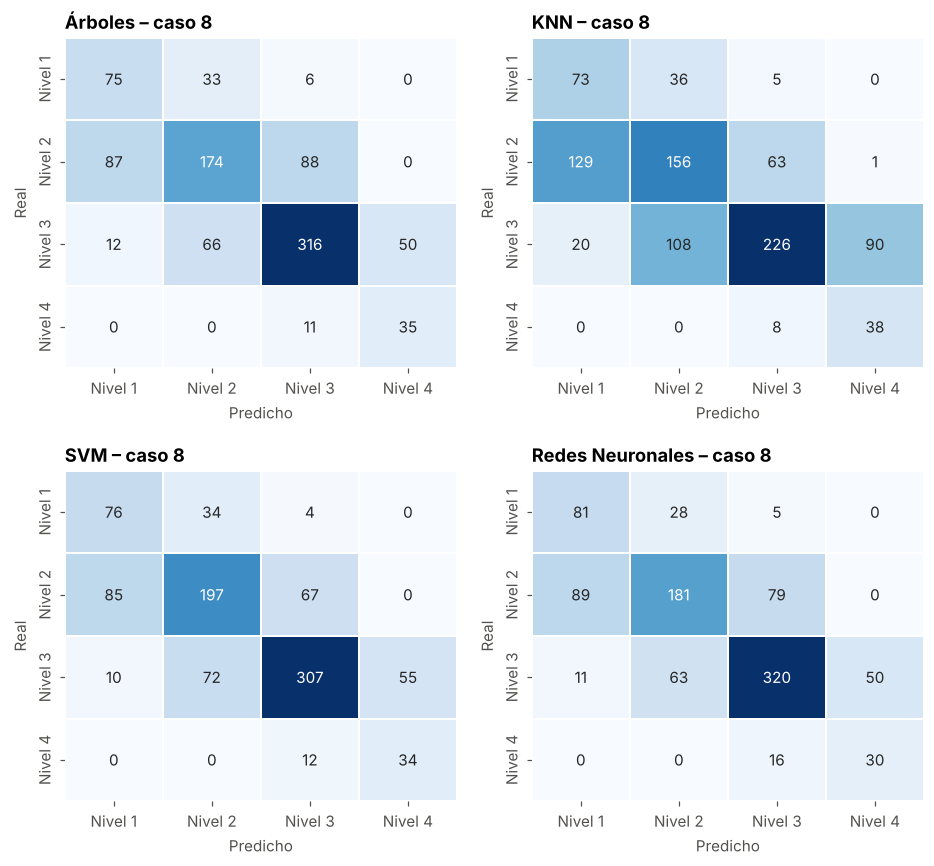 Árboles – caso 8
Nivel 1 75 33 6 0
Nivel 2 87 174 88 0
Nivel 3 12 66 316 50
Nivel 4 0 0 11 35
Real
Nivel 1 Nivel 2 Nivel 3 Nivel 4
Predicho
KNN – caso 8
Nivel 1 73 36 5 0
Nivel 2 129 156 63 1
Nivel 3 20 108 226 90
Nivel 4 0 0 8 38
Real
Nivel 1 Nivel 2 Nivel 3 Nivel 4
Predicho
SVM – caso 8
Nivel 1 76 34 4 0
Nivel 2 85 197 67 0
Nivel 3 10 72 307 55
Nivel 4 0 0 12 34
Real
Nivel 1 Nivel 2 Nivel 3 Nivel 4
Predicho
Redes Neuronales – caso 8
Nivel 1 81 28 5 0
Nivel 2 89 181 79 0
Nivel 3 11 63 320 50
Nivel 4 0 0 16 30
Real
Nivel 1 Nivel 2 Nivel 3 Nivel 4
Predicho